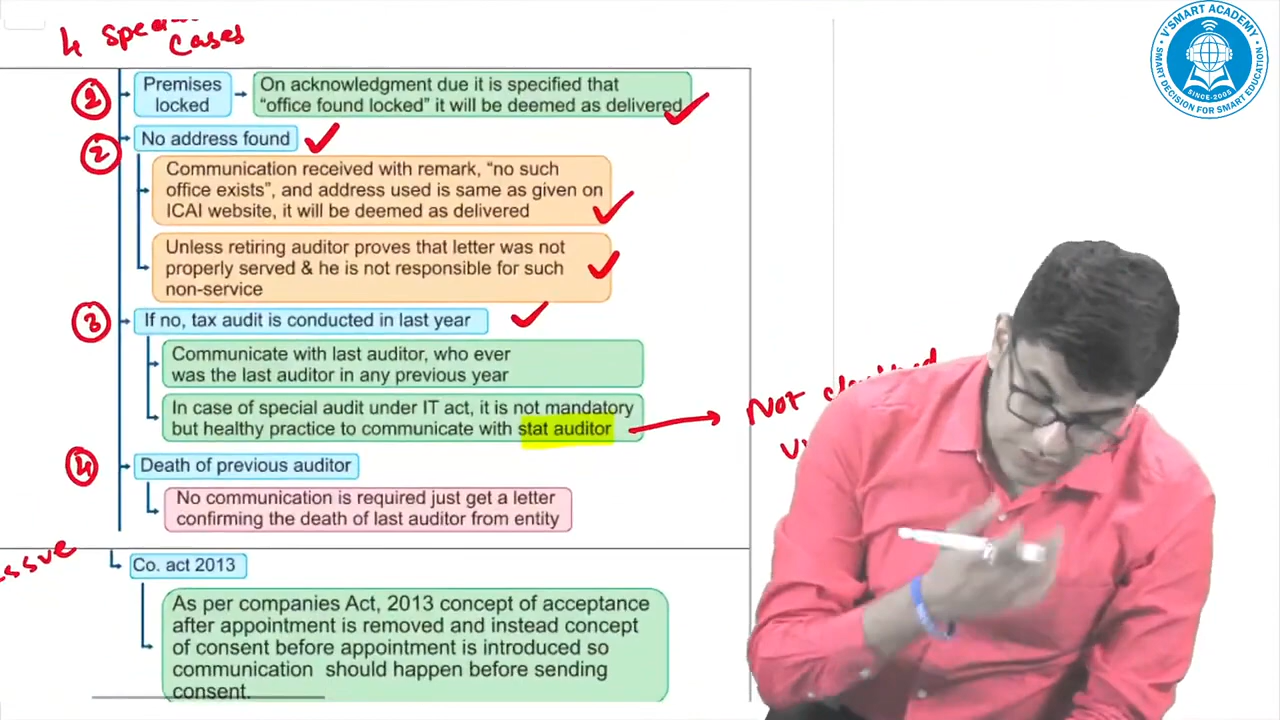 4
cases
V'SMART ACADEMY
SINCE-2005
SMART DECISION FOR SMART EDUCATION
1
Premises
locked
On acknowledgment due it is specified that
"office found locked" it will be deemed as delivered
2
No address found
Communication received with remark, "no such
office exists", and address used is same as given on
ICAI website, it will be deemed as delivered
Unless retiring auditor proves that letter was not
properly served & he is not responsible for such
non-service
3
If no, tax audit is conducted in last year
Communicate with last auditor, who ever
was the last auditor in any previous year
In case of special audit under IT act, it is not mandatory
but healthy practice to communicate with stat auditor
Not
4
Death of previous auditor
No communication is required just get a letter
confirming the death of last auditor from entity
issue
Co. act 2013
As per companies Act, 2013 concept of acceptance
after appointment is removed and instead concept
of consent before appointment is introduced so
communication should happen before sending
consent.